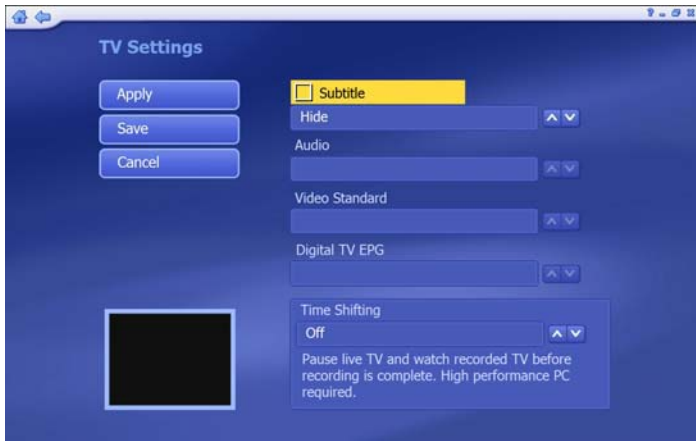 TV Settings
Apply
Save
Cancel
Subtitle
Hide
Audio
Video Standard
Digital TV EPG
Time Shifting
Off
Pause live TV and watch recorded TV before
recording is complete. High performance PC
required.